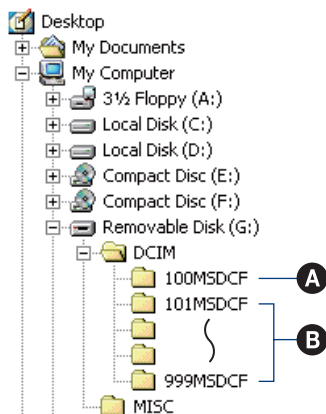 Desktop
My Documents
My Computer
3½ Floppy (A:)
Local Disk (C:)
Local Disk (D:)
Compact Disc (E:)
Compact Disc (F:)
Removable Disk (G:)
DCIM
100MSDCF A
101MSDCF
B
999MSDCF
MISC